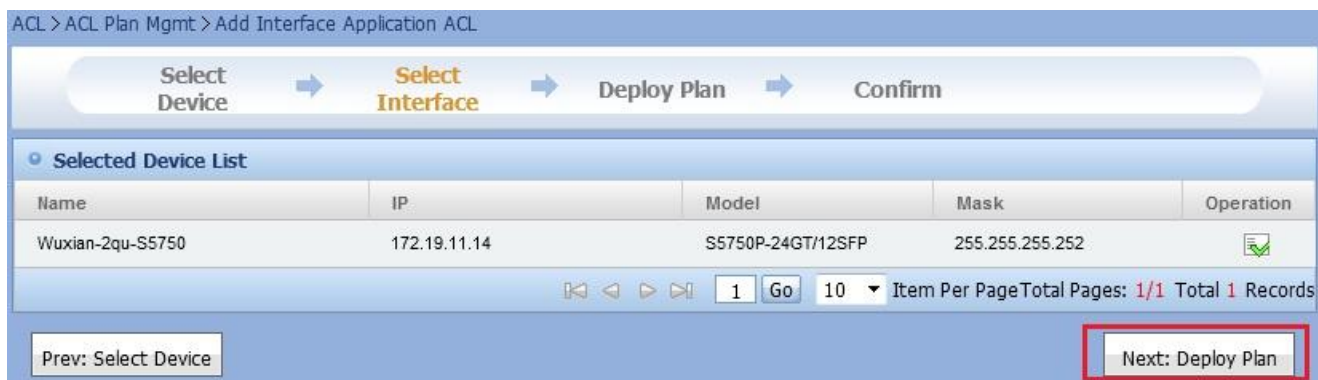 ACL > ACL Plan Mgmt > Add Interface Application ACL
Select Device Select Interface Deploy Plan Confirm
Selected Device List
Name IP Model Mask Operation
Wuxian-2qu-S5750 172.19.11.14 S5750P-24GT/12SFP 255.255.255.252
1 Go 10 Item Per PageTotal Pages: 1/1 Total 1 Records
Prev: Select Device Next: Deploy Plan